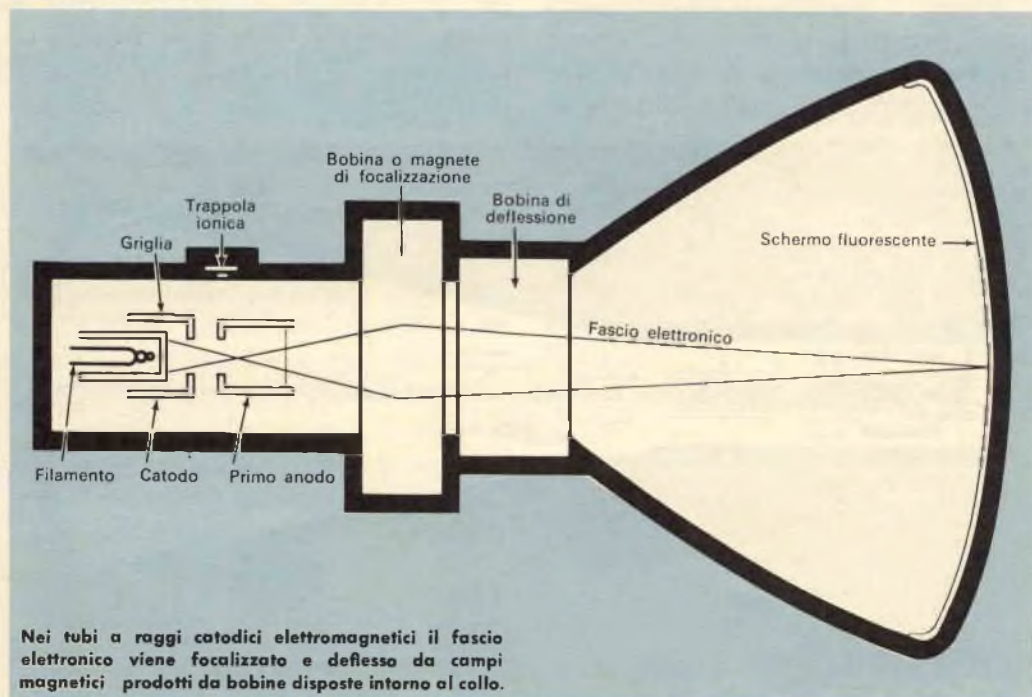 Bobina o magnete
di focalizzazione
Trappola
ionica
Bobina di
deflessione
Griglia
Schermo fluorescente
Fascio elettronico
Filamento
Catodo
Primo anodo
Nei tubi a raggi catodici elettromagnetici il fascio
elettronico viene focalizzato e deflesso da campi
magnetici prodotti da bobine disposte intorno al collo.